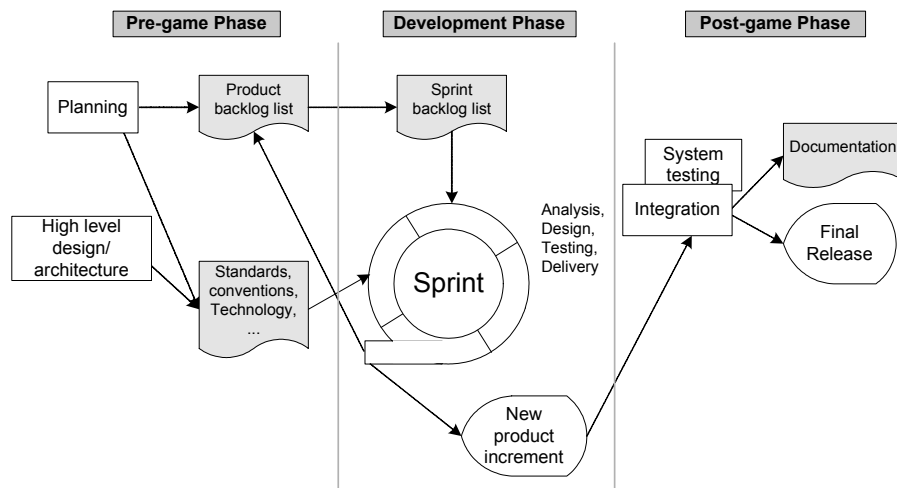 Pre-game Phase
Development Phase
Post-game Phase
Planning
Product
backlog list
Sprint
backlog list
High level
design/
architecture
Standards,
conventions,
Technology,
...
Sprint
Analysis,
Design,
Testing,
Delivery
New
product
increment
System
testing
Integration
Documentation
Final
Release